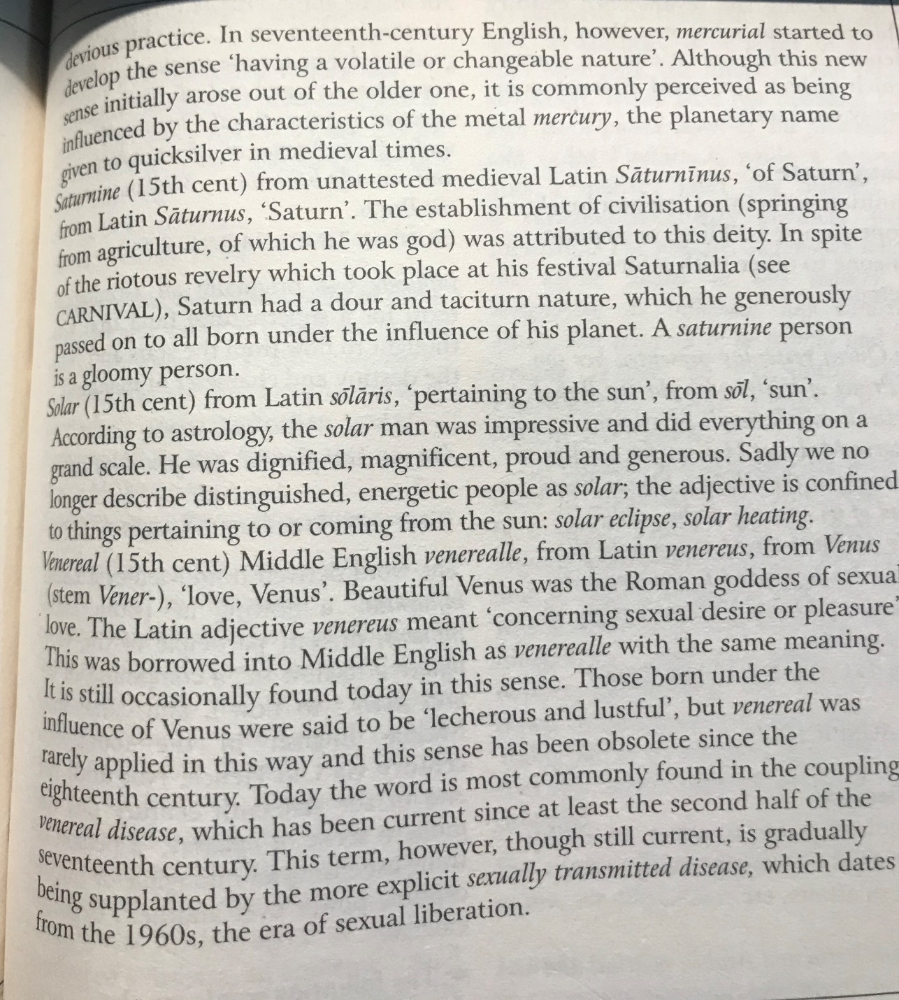 devious practice. In seventeenth-century English, however, mercurial started to
develop the sense ‘having a volatile or changeable nature’. Although this new
sense initially arose out of the older one, it is commonly perceived as being
influenced by the characteristics of the metal mercury, the planetary name
given to quicksilver in medieval times.
Saturnine (15th cent) from unattested medieval Latin Sāturnīnus, ‘of Saturn’,
from Latin Sāturnus, ‘Saturn’. The establishment of civilisation (springing
from agriculture, of which he was god) was attributed to this deity. In spite
of the riotous revelry which took place at his festival Saturnalia (see
CARNIVAL), Saturn had a dour and taciturn nature, which he generously
passed on to all born under the influence of his planet. A saturnine person
is a gloomy person.
Solar (15th cent) from Latin sōlāris, ‘pertaining to the sun’, from sōl, ‘sun’.
According to astrology, the solar man was impressive and did everything on a
grand scale. He was dignified, magnificent, proud and generous. Sadly we no
longer describe distinguished, energetic people as solar; the adjective is confined
to things pertaining to or coming from the sun: solar eclipse, solar heating.
Venereal (15th cent) Middle English venerealle, from Latin venereus, from Venus
(stem Vener-), ‘love, Venus’. Beautiful Venus was the Roman goddess of sexual
love. The Latin adjective venereus meant ‘concerning sexual desire or pleasure’
This was borrowed into Middle English as venerealle with the same meaning.
It is still occasionally found today in this sense. Those born under the
influence of Venus were said to be ‘lecherous and lustful’, but venereal was
rarely applied in this way and this sense has been obsolete since the
eighteenth century. Today the word is most commonly found in the coupling
venereal disease, which has been current since at least the second half of the
seventeenth century. This term, however, though still current, is gradually
being supplanted by the more explicit sexually transmitted disease, which dates
from the 1960s, the era of sexual liberation.